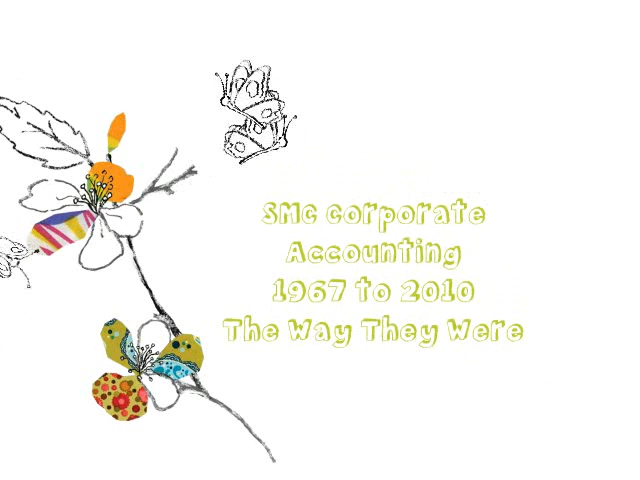 SMC Corporate
Accounting
1967 to 2010
The Way They Were